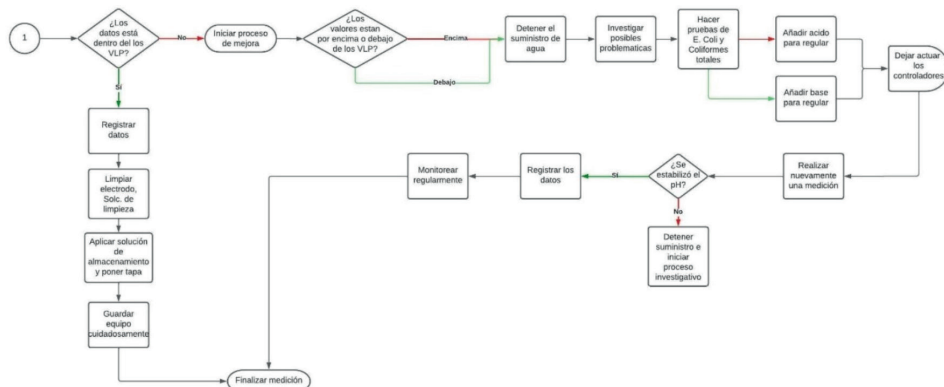 1
¿Los
datos está
dentro del los
VLP?
No
Iniciar proceso
de mejora
¿Los
valores estan
por encima o debajo
de los VLP?
Encima
Debajo
Detener el
suministro de
agua
Investigar
posibles
problematicas
Hacer
pruebas de
E. Coli y
Coliformes
totales
Añadir acido
para regular
Añadir base
para regular
Dejar actuar
los
controladores
Sí
Registrar
datos
Limpiar
electrodo,
Solc. de
limpieza
Aplicar solución
de
almacenamiento
y poner tapa
Guardar
equipo
cuidadosamente
Finalizar medición
Monitorear
regularmente
Registrar los
datos
Sí
¿Se
estabilizó el
pH?
No
Detener
suministro e
iniciar
proceso
investigativo
Realizar
nuevamente
una medición